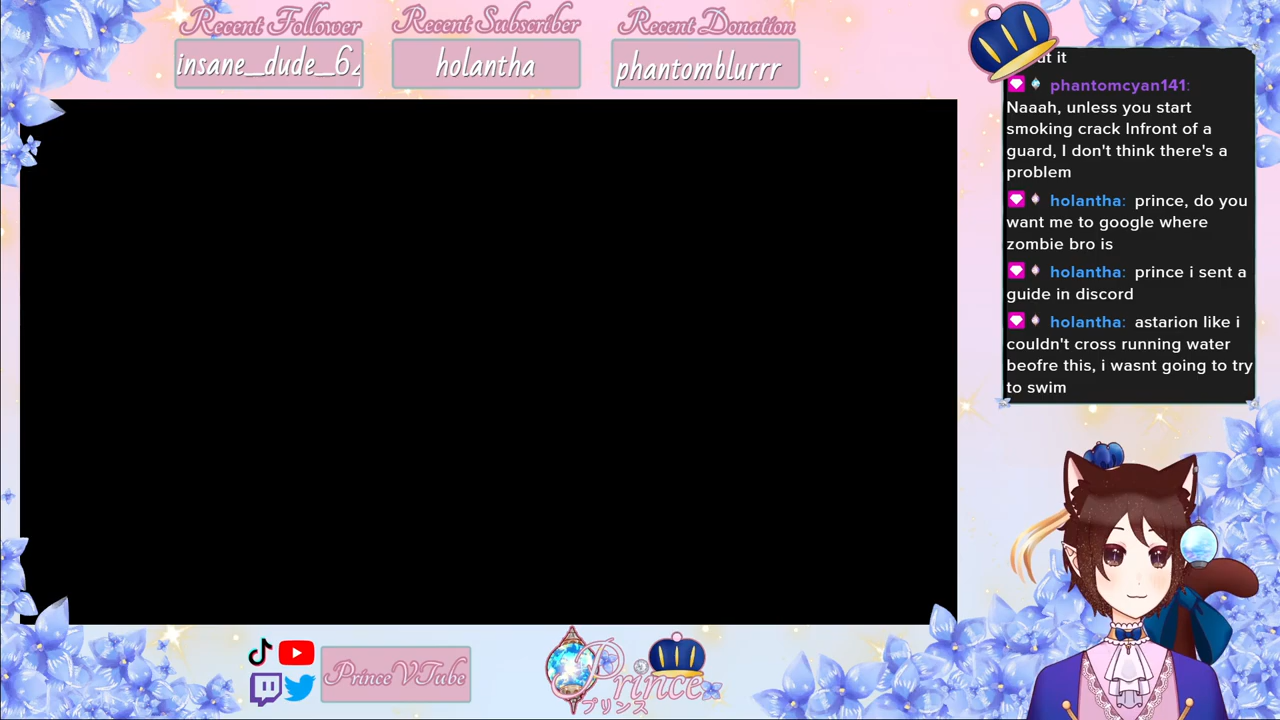 Recent Follower
Recent Subscriber
Recent Donation
insane_dude_62
holantha
phantomblurrr
it
phantomcyan141:
Naaah, unless you start
smoking crack Infront of a
guard, I don't think there's a
problem
holantha: prince, do you
want me to google where
zombie bro is
holantha: prince i sent a
guide in discord
holantha: astarion like i
couldn't cross running water
beofre this, i wasnt going to try
to swim
Prince VTube
Prince
プリンス